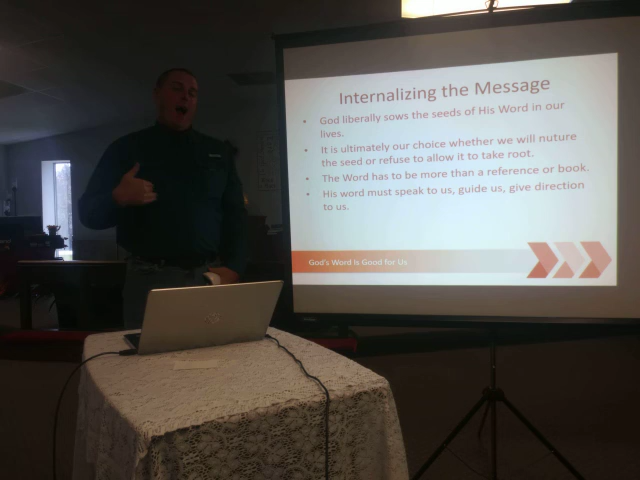 Internalizing the Message
• God liberally sows the seeds of His Word in our
lives.
• It is ultimately our choice whether we will nuture
the seed or refuse to allow it to take root.
• The Word has to be more than a reference or book.
• His word must speak to us, guide us, give direction
to us.
God's Word Is Good for Us